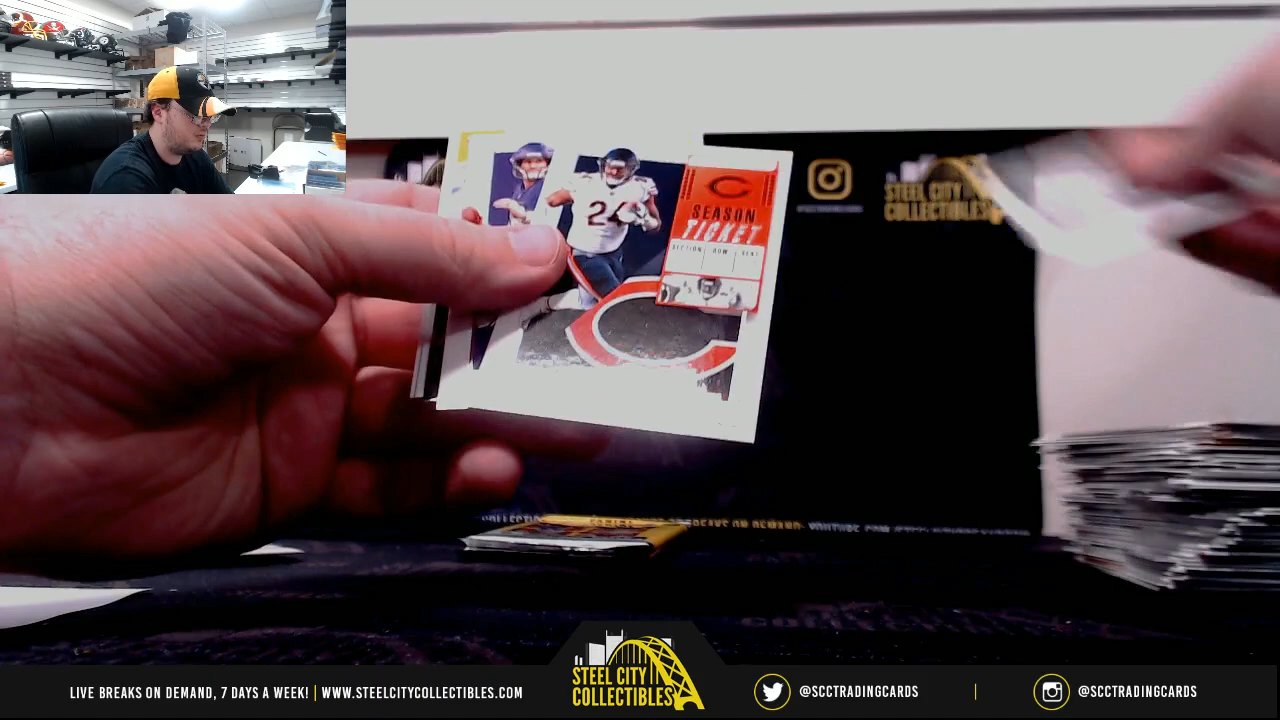 24
SEASON
TICKET
SECTION ROW SEAT
STEEL CITY
COLLECTIBLES
PANINI
LIVE BREAKS ON DEMAND, 7 DAYS A WEEK! | WWW.STEELCITYCOLLECTIBLES.COM
STEEL CITY
COLLECTIBLES
@SCCTRADINGCARDS | @SCCTRADINGCARDS